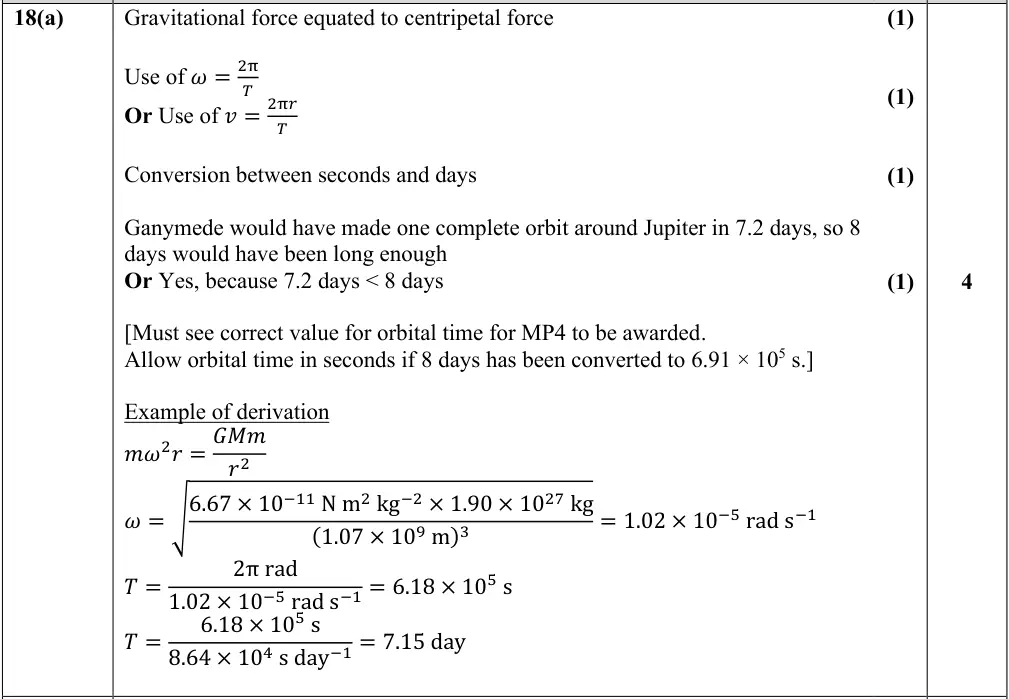 18(a) Gravitational force equated to centripetal force (1)
Use of ω = 2π/T
(1)
Or Use of v = 2πr/T
Conversion between seconds and days (1)
Ganymede would have made one complete orbit around Jupiter in 7.2 days, so 8
days would have been long enough
Or Yes, because 7.2 days < 8 days (1) 4
[Must see correct value for orbital time for MP4 to be awarded.
Allow orbital time in seconds if 8 days has been converted to 6.91 × 10⁵ s.]
Example of derivation
mω²r = GMm/r²
ω = √(6.67 × 10⁻¹¹ N m² kg⁻² × 1.90 × 10²⁷ kg/(1.07 × 10⁹ m)³) = 1.02 × 10⁻⁵ rad s⁻¹
T = 2π rad/1.02 × 10⁻⁵ rad s⁻¹ = 6.18 × 10⁵ s
T = 6.18 × 10⁵ s/8.64 × 10⁴ s day⁻¹ = 7.15 day